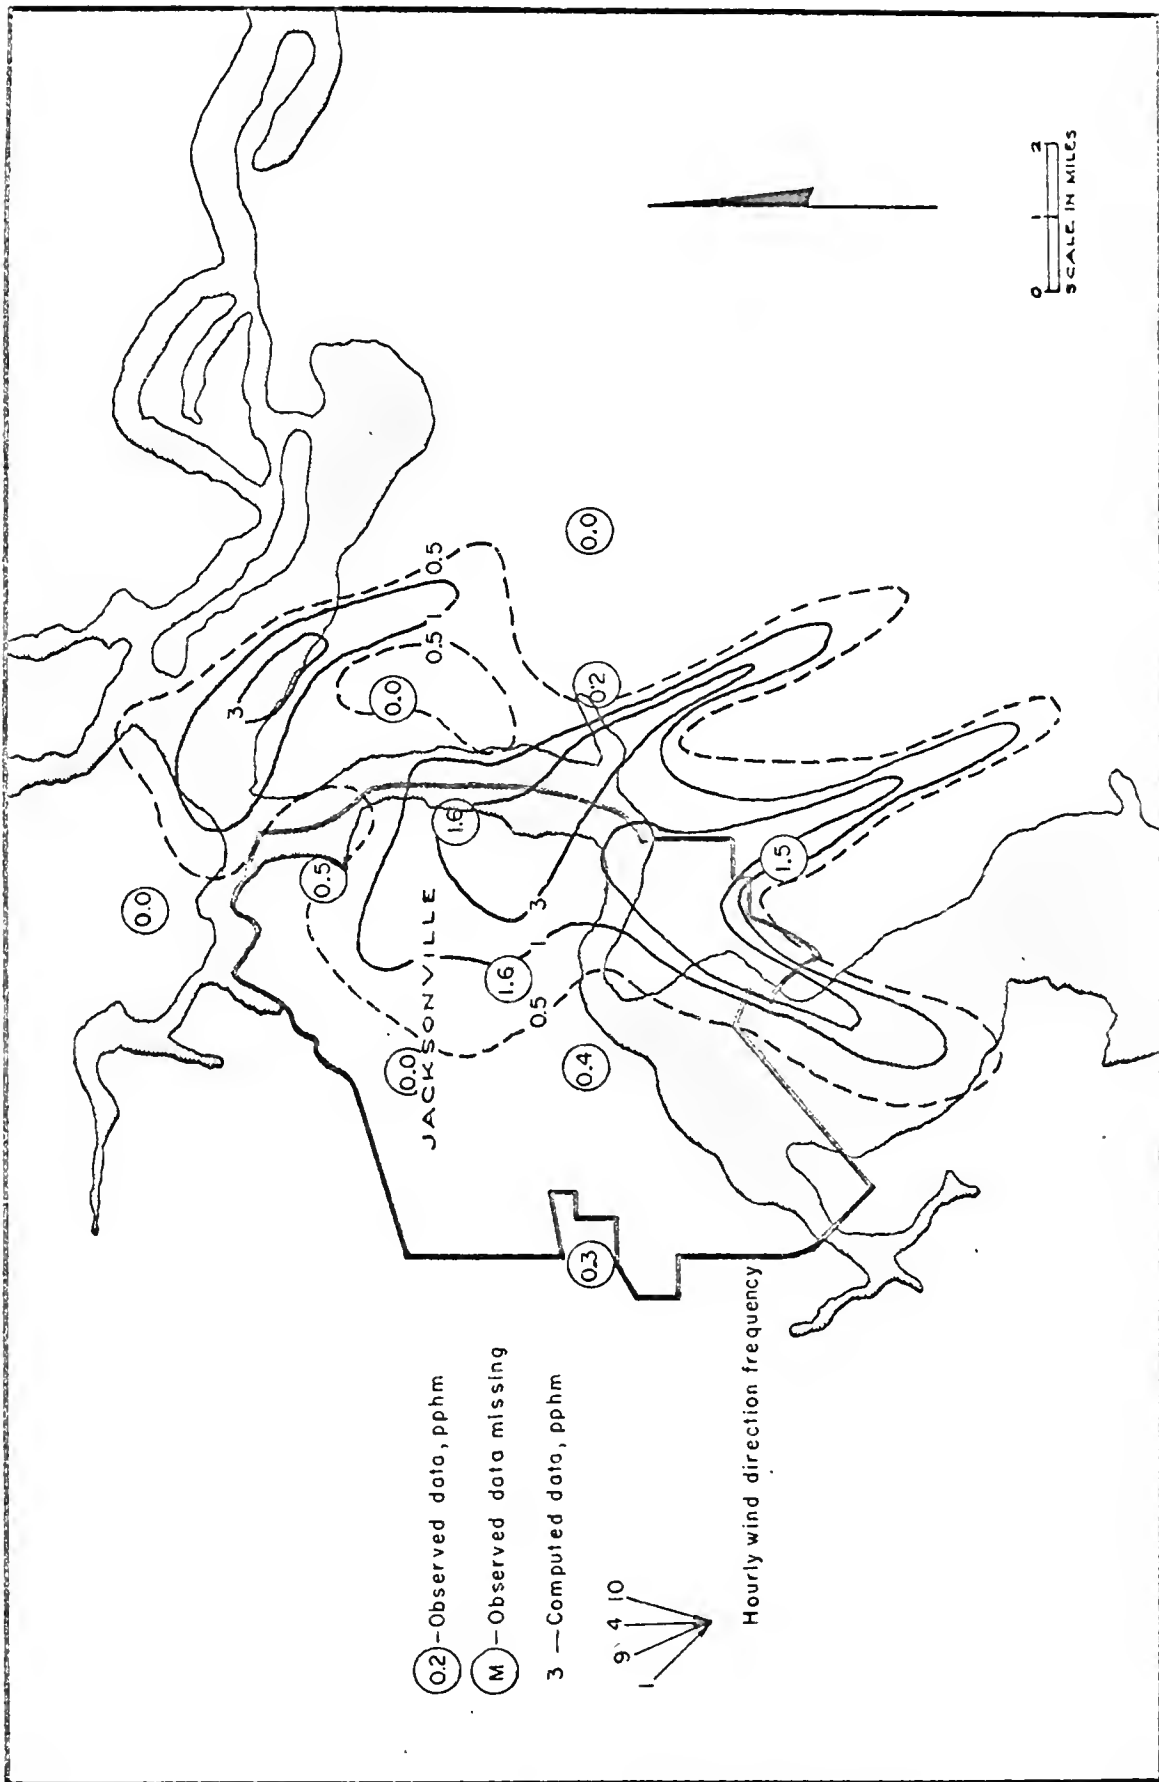 0.0
0.5
0.0
3
0.5
1.6
0.0
0.5
1
0.5
JACKSONVILLE
1.6
3
1
0.5
0.4
0.2
0.0
0.3
1.5
0.2 - Observed data, pphm
M - Observed data missing
3 — Computed data, pphm
1 9 4 10
Hourly wind direction frequency
0 1 2
SCALE IN MILES